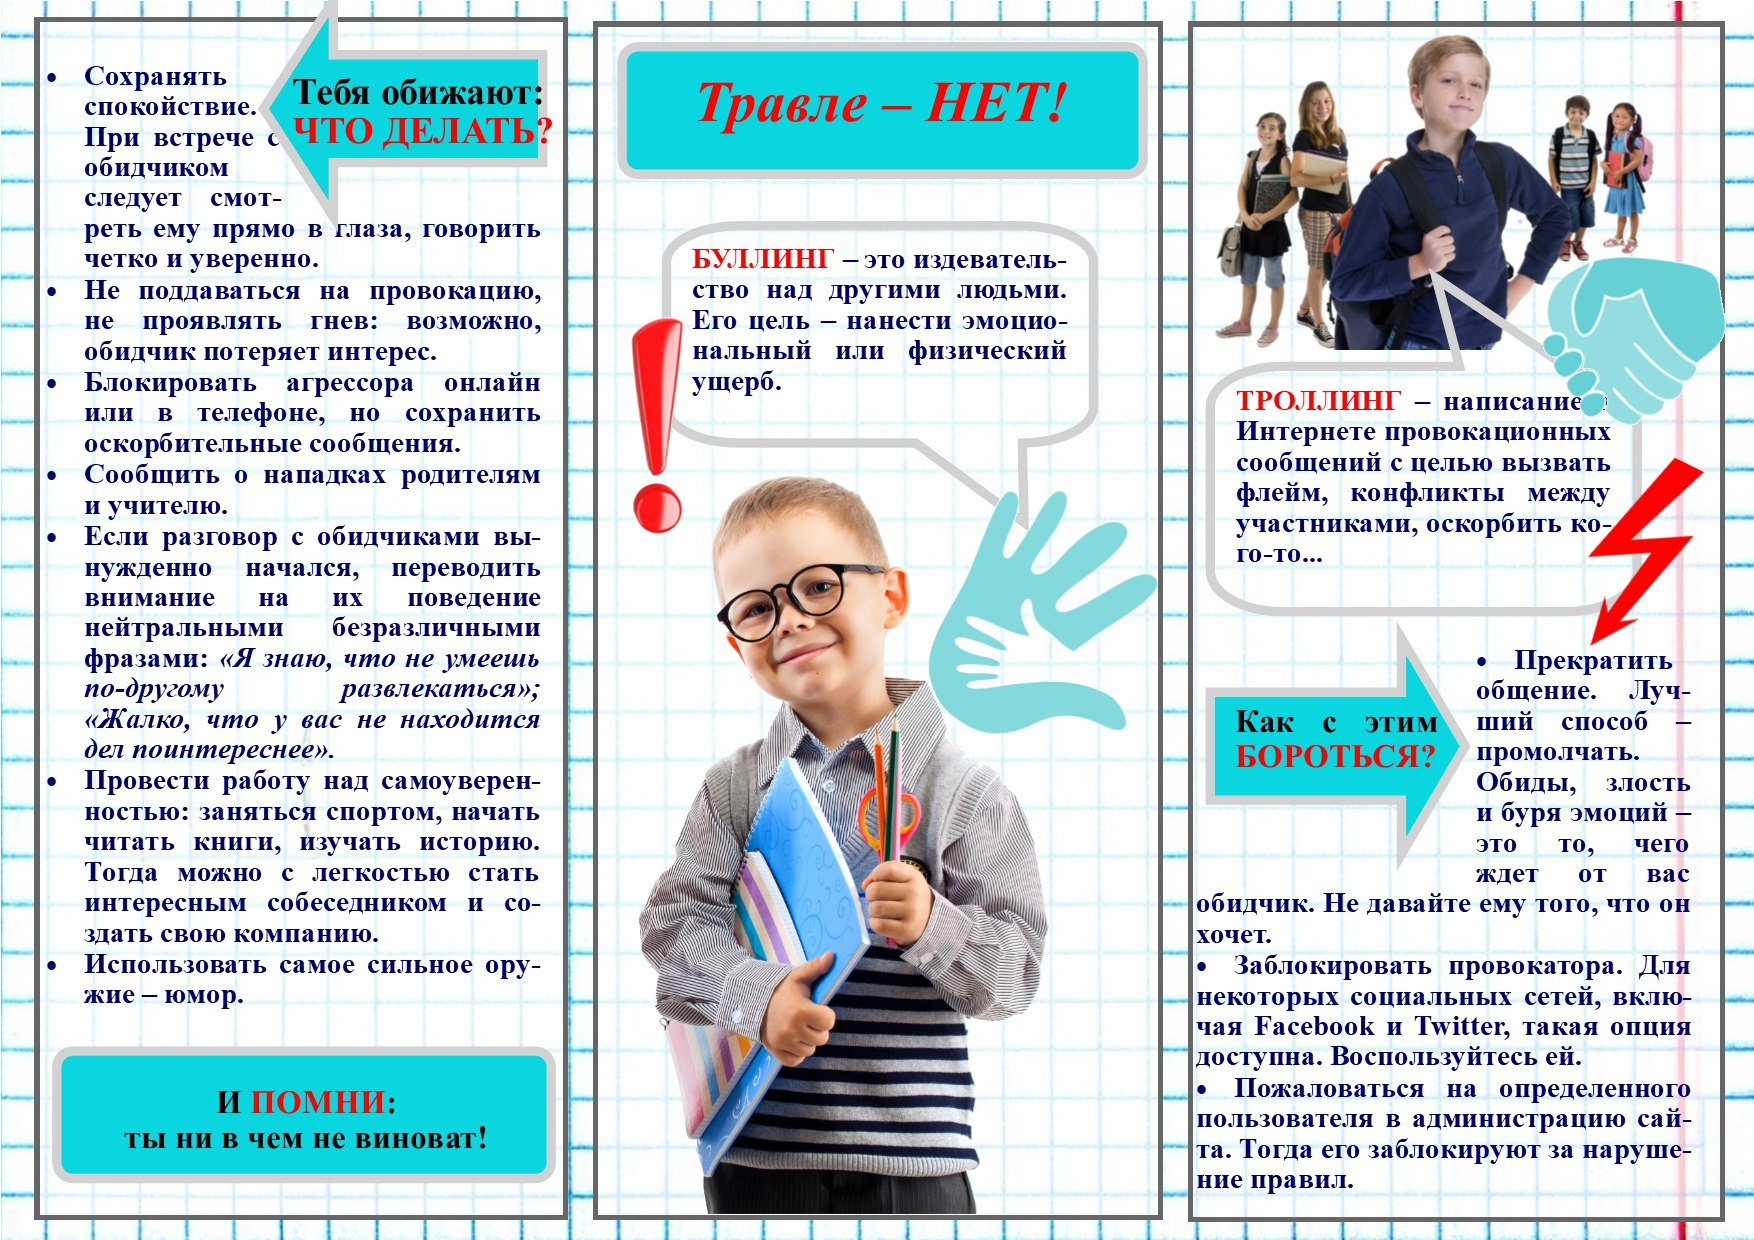 Тебя обижают:
ЧТО ДЕЛАТЬ?
• Сохранять
спокойствие.
При встрече с
обидчиком
следует смот-
реть ему прямо в глаза, говорить
четко и уверенно.
• Не поддаваться на провокацию,
не проявлять гнев: возможно,
обидчик потеряет интерес.
• Блокировать агрессора онлайн
или в телефоне, но сохранить
оскорбительные сообщения.
• Сообщить о нападках родителям
и учителю.
• Если разговор с обидчиками вы-
нужденно начался, переводить
внимание на их поведение
нейтральными безразличными
фразами: «Я знаю, что не умеешь
по-другому развлекаться»;
«Жалко, что у вас не находится
дел поинтереснее».
• Провести работу над самоуверен-
ностью: заняться спортом, начать
читать книги, изучать историю.
Тогда можно с легкостью стать
интересным собеседником и со-
здать свою компанию.
• Использовать самое сильное ору-
жие – юмор.
И ПОМНИ:
ты ни в чем не виноват!
Травле – НЕТ!
БУЛЛИНГ – это издеватель-
ство над другими людьми.
Его цель – нанести эмоцио-
нальный или физический
ущерб.
ТРОЛЛИНГ – написание
Интернете провокационных
сообщений с целью вызвать
флейм, конфликты между
участниками, оскорбить ко-
го-то...
Как с этим
БОРОТЬСЯ?
• Прекратить
общение. Луч-
ший способ –
промолчать.
Обиды, злость
и буря эмоций –
это то, чего
ждет от вас
обидчик. Не давайте ему того, что он
хочет.
• Заблокировать провокатора. Для
некоторых социальных сетей, вклю-
чая Facebook и Twitter, такая опция
доступна. Воспользуйтесь ей.
• Пожаловаться на определенного
пользователя в администрацию сай-
та. Тогда его заблокируют за наруше-
ние правил.